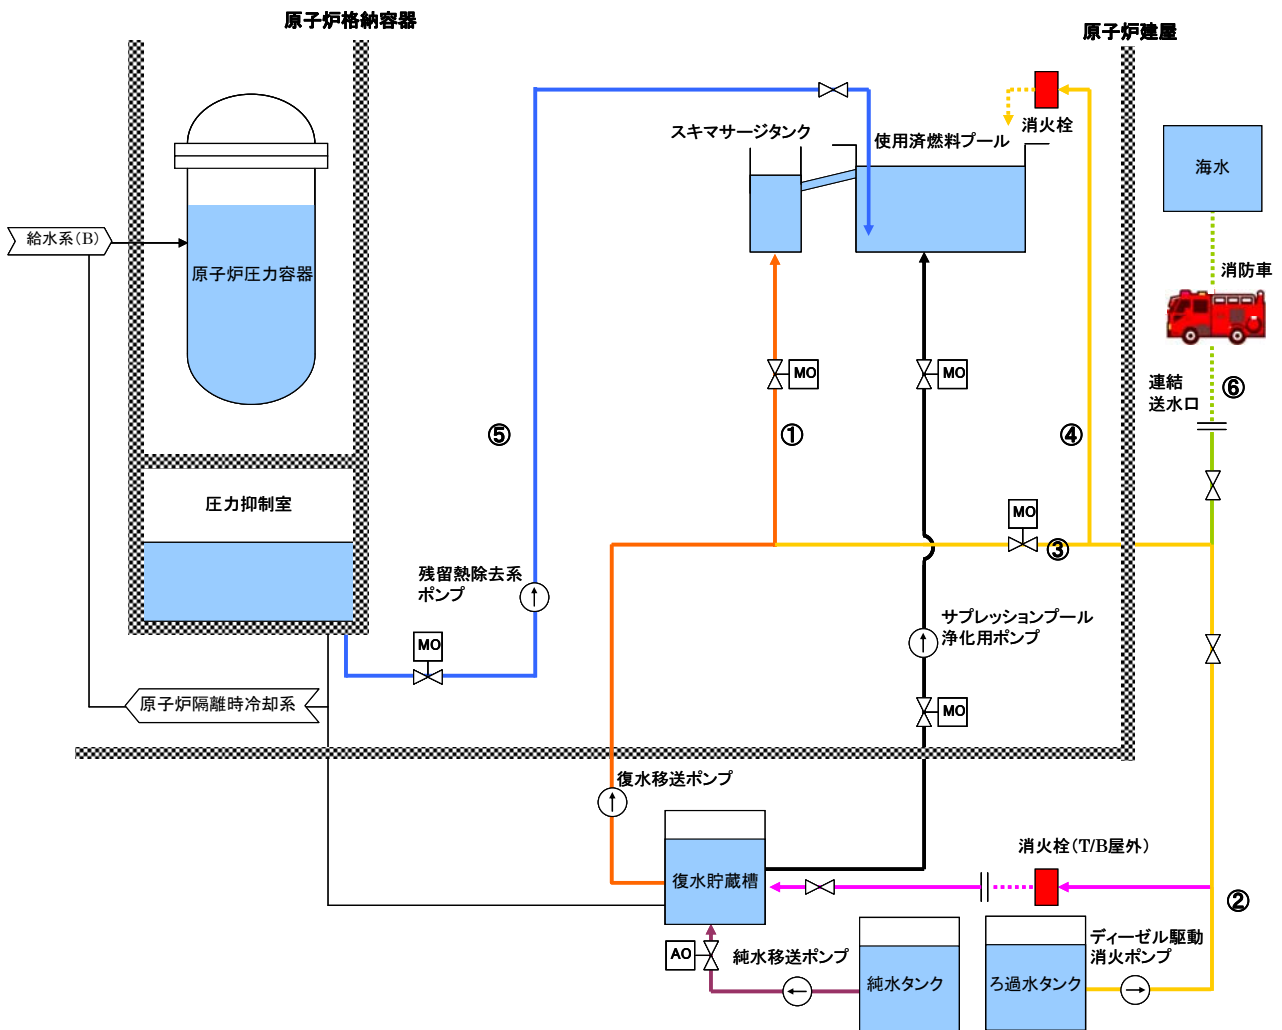 原子炉格納容器
原子炉建屋
スキマサージタンク
使用済燃料プール
消火栓
海水
給水系(B)
原子炉圧力容器
消防車
MO
MO
連結
送水口
⑥
⑤
①
④
圧力抑制室
MO
③
残留熱除去系
ポンプ
サプレッションプール
浄化用ポンプ
MO
原子炉隔離時冷却系
MO
復水移送ポンプ
消火栓(T/B屋外)
復水貯蔵槽
②
AO
純水移送ポンプ
純水タンク
ろ過水タンク
ディーゼル駆動
消火ポンプ